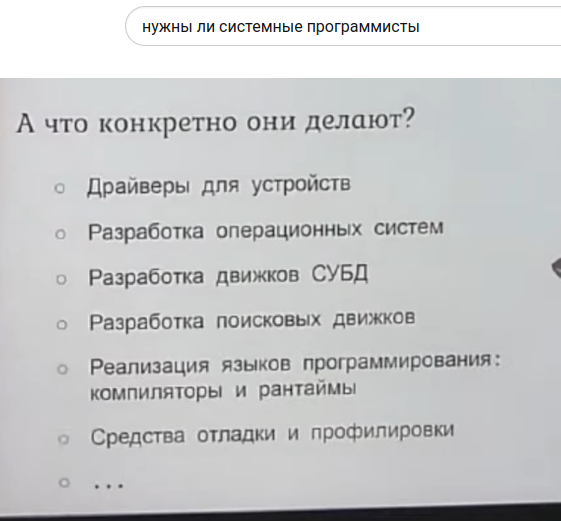 нужны ли системные программисты
А что конкретно они делают?
○ Драйверы для устройств
○ Разработка операционных систем
○ Разработка движков СУБД
○ Разработка поисковых движков
○ Реализация языков программирования:
компиляторы и рантаймы
○ Средства отладки и профилировки
○ ...